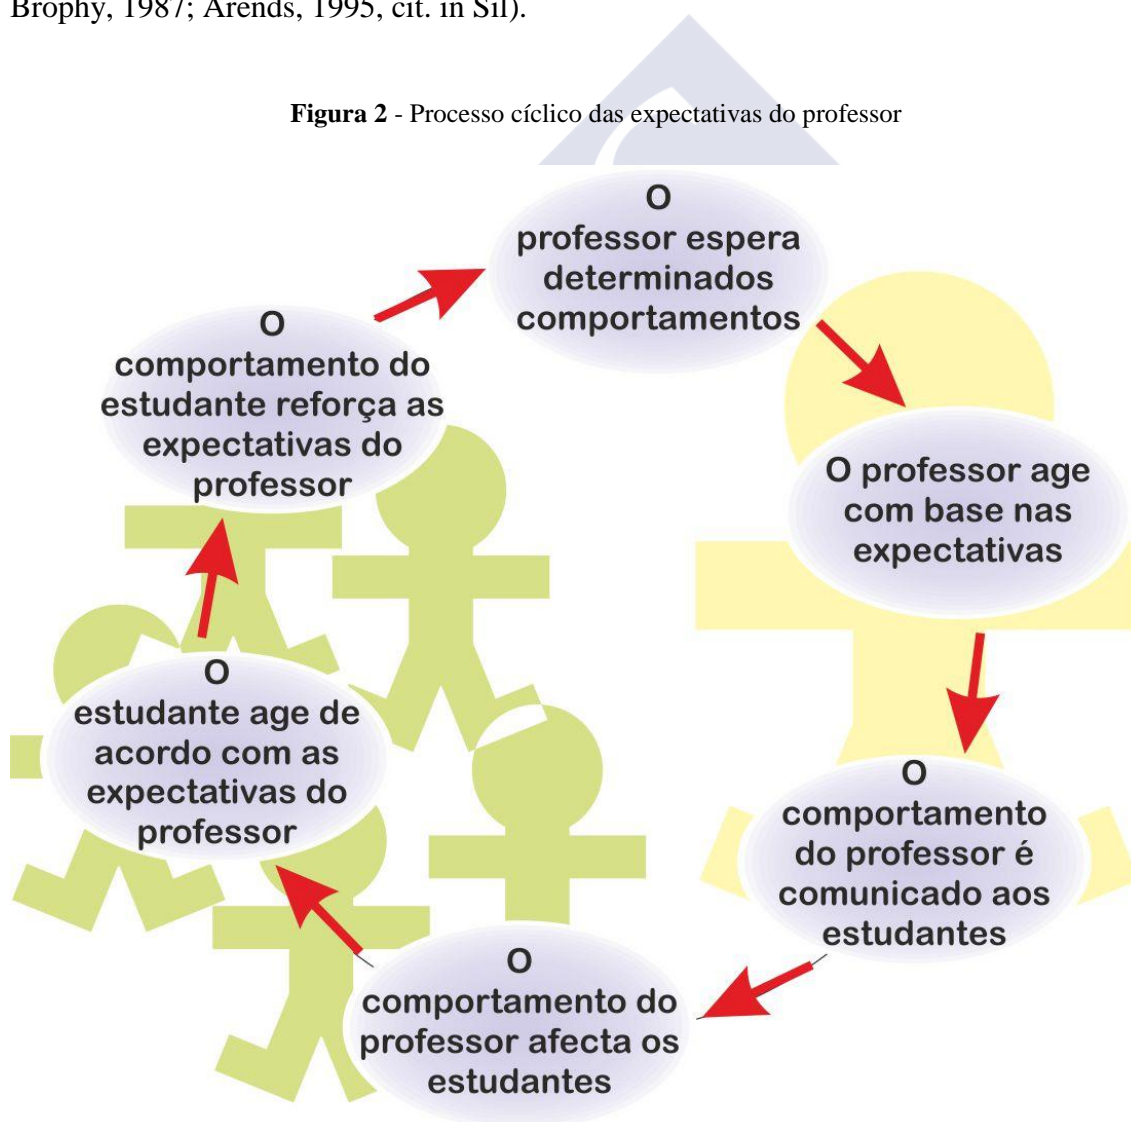 Brophy, 1987; Arends, 1995, cit. in Sil).
Figura 2 - Processo cíclico das expectativas do professor
O
professor espera
determinados
comportamentos
O professor age
com base nas
expectativas
O
comportamento
do professor é
comunicado aos
estudantes
O
comportamento do
professor afecta os
estudantes
O
estudante age de
acordo com as
expectativas do
professor
O
comportamento do
estudante reforça as
expectativas do
professor